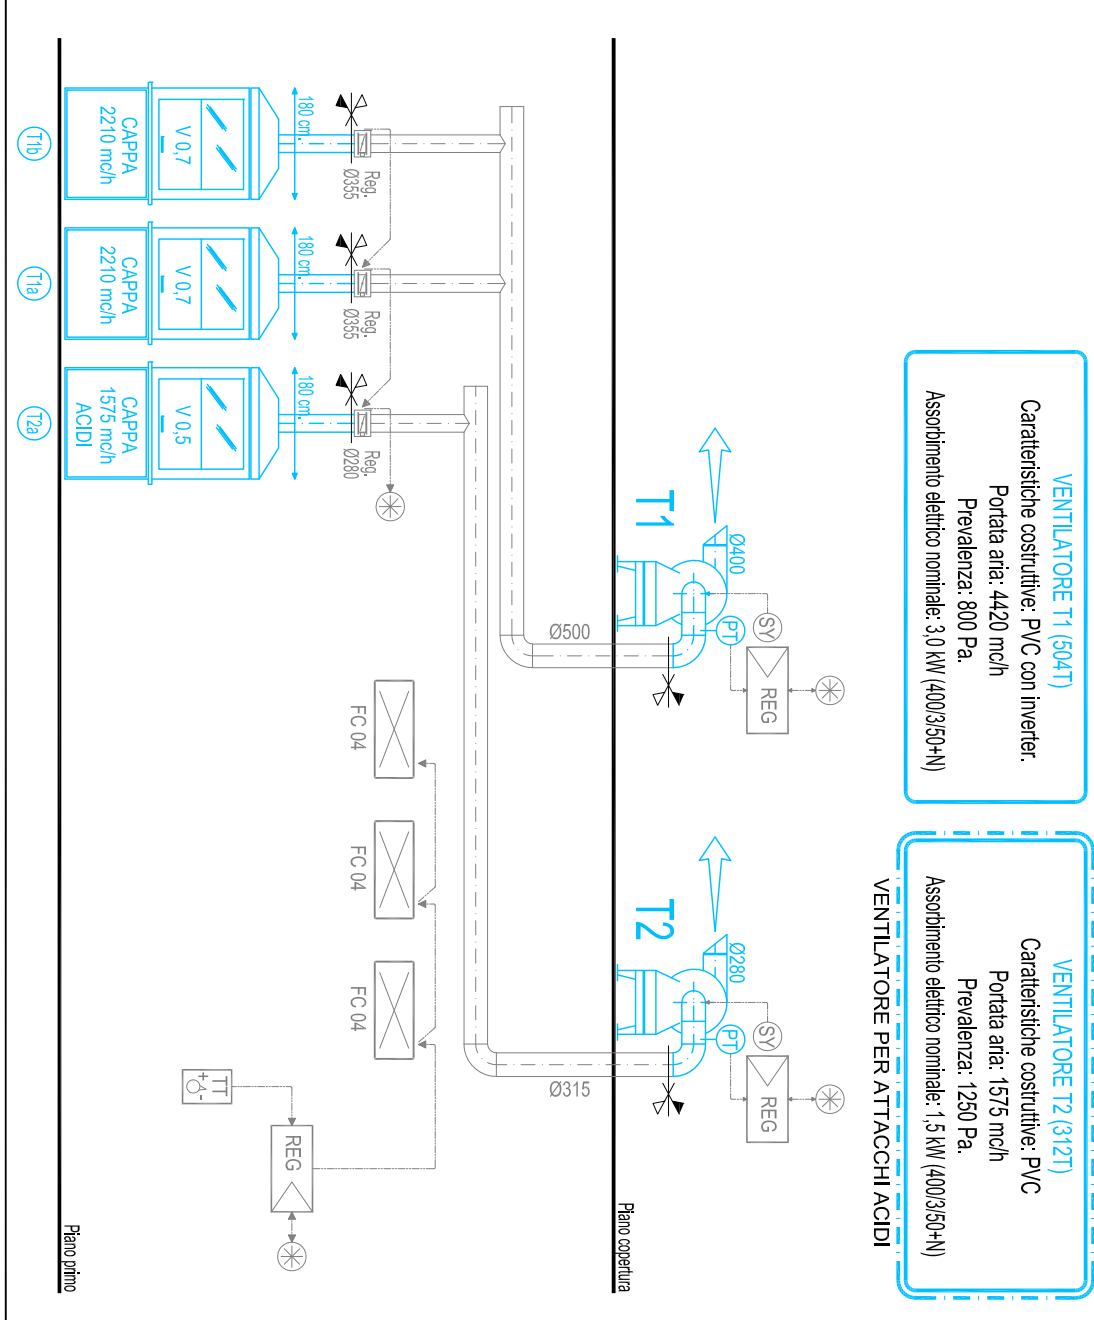 VENTILATORE T1 (504T)
Caratteristiche costruttive: PVC con inverter.
Portata aria: 4420 mc/h
Prevalenza: 800 Pa.
Assorbimento elettrico nominale: 3,0 kW (400/3/50+N)
VENTILATORE T2 (312T)
Caratteristiche costruttive: PVC
Portata aria: 1575 mc/h
Prevalenza: 1250 Pa.
Assorbimento elettrico nominale: 1,5 kW (400/3/50+N)
VENTILATORE PER ATTACCHI ACIDI
REG
SY
PT
Ø400
T1
REG
SY
PT
Ø280
T2
Piano copertura
Ø500
Ø315
Reg.
Ø355
Reg.
Ø355
Reg.
Ø280
FC 04
FC 04
FC 04
180 cm.
180 cm.
180 cm.
REG
TT
+
-
V 0,7
V 0,7
V 0,5
CAPPA
2210 mc/h
CAPPA
2210 mc/h
CAPPA
1575 mc/h
ACIDI
Piano primo
T1b
T1a
T2a